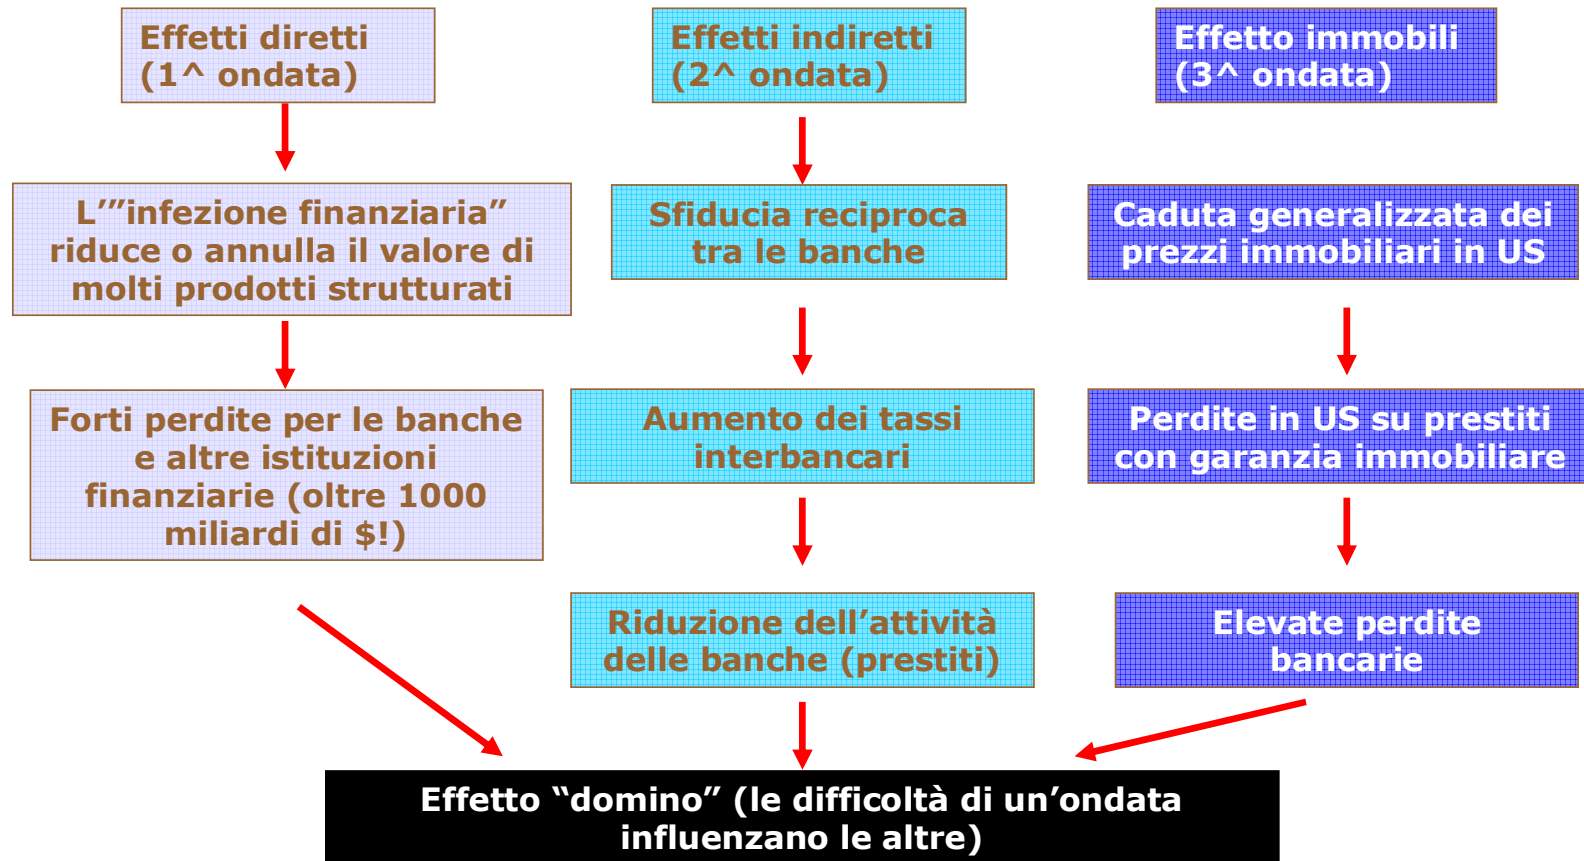 Effetti diretti
(1^ ondata)
L’”infezione finanziaria”
riduce o annulla il valore di
molti prodotti strutturati
Forti perdite per le banche
e altre istituzioni
finanziarie (oltre 1000
miliardi di $!)
Effetti indiretti
(2^ ondata)
Sfiducia reciproca
tra le banche
Aumento dei tassi
interbancari
Riduzione dell’attività
delle banche (prestiti)
Effetto immobili
(3^ ondata)
Caduta generalizzata dei
prezzi immobiliari in US
Perdite in US su prestiti
con garanzia immobiliare
Elevate perdite
bancarie
Effetto “domino” (le difficoltà di un’ondata
influenzano le altre)